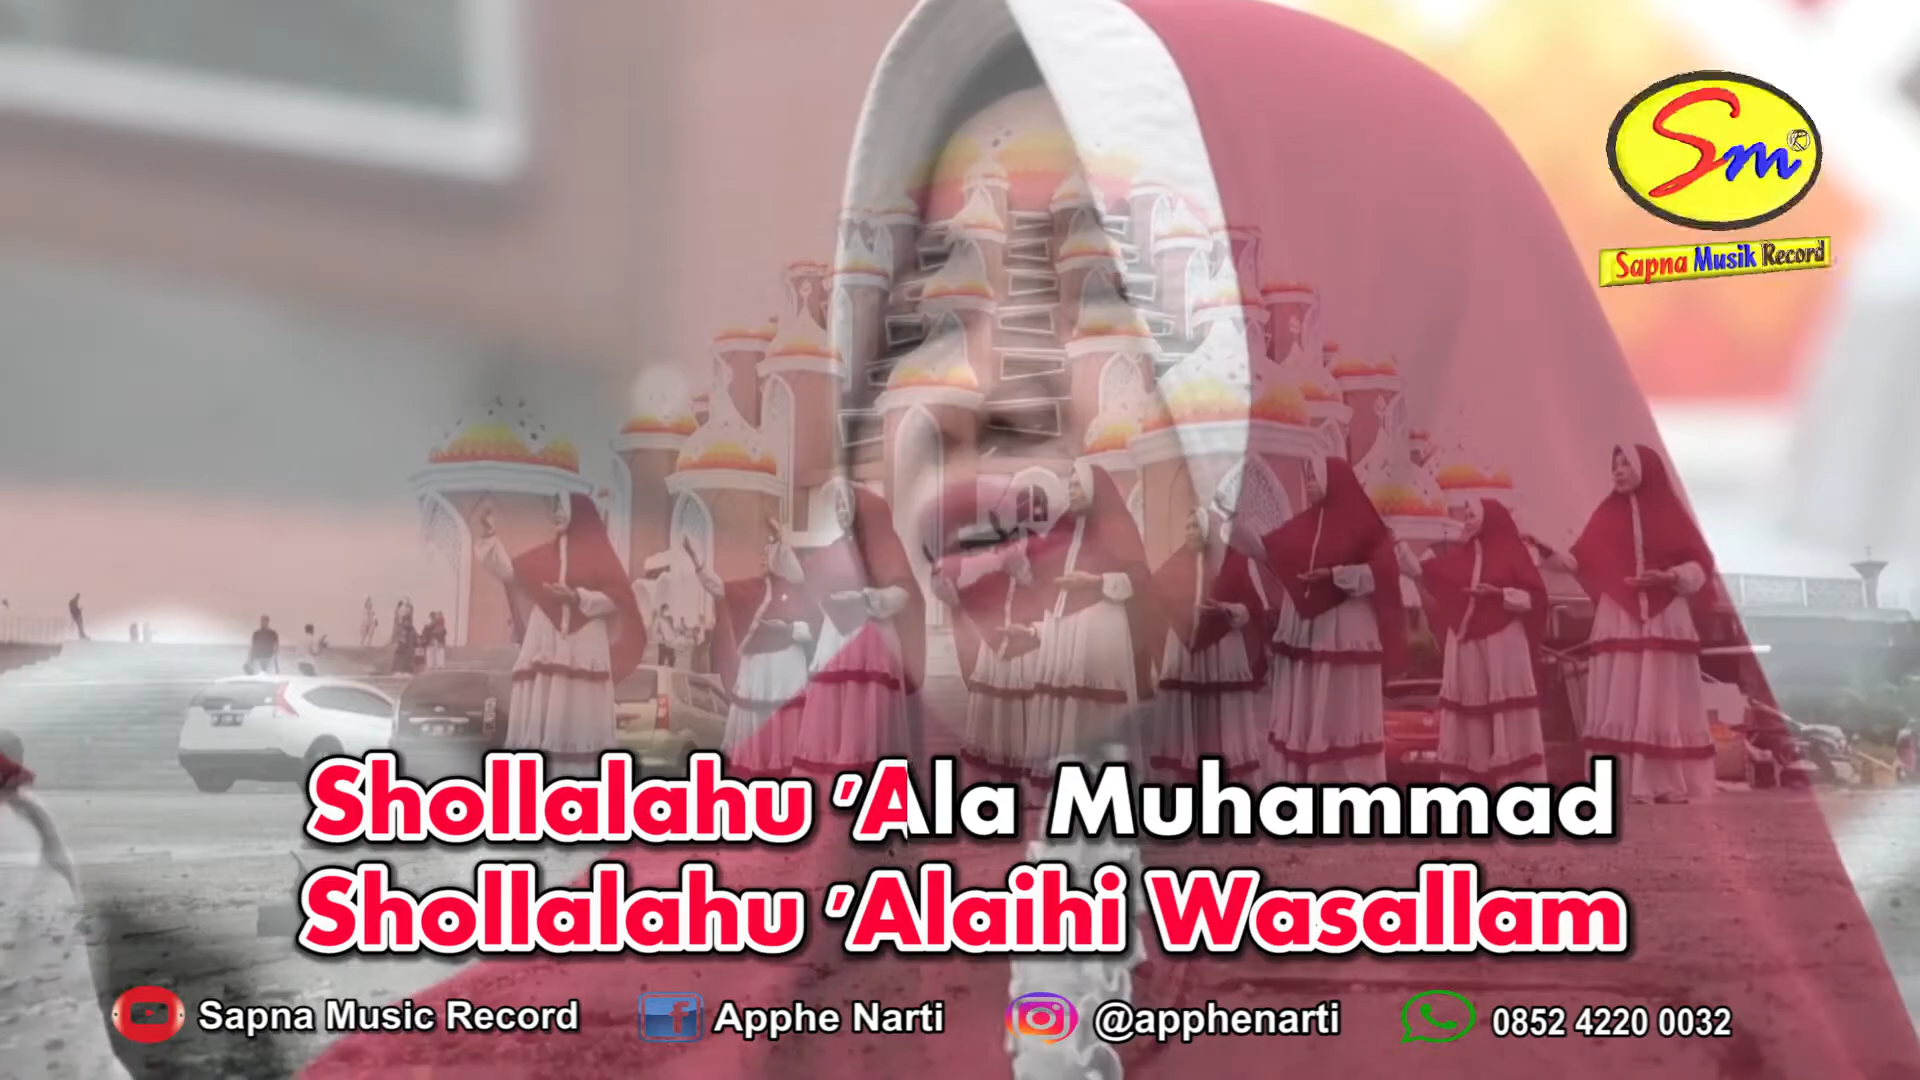 Sm
Sapna Musik Record
Shollalahu 'Ala Muhammad
Shollalahu 'Alaihi Wasallam
Sapna Music Record
Apphe Narti
@apphenarti
0852 4220 0032